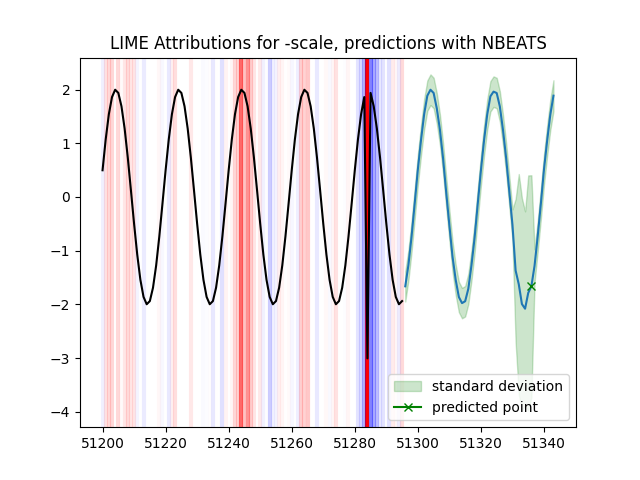 LIME Attributions for -scale, predictions with NBEATS
2
1
0
−1
−2
−3
−4
standard deviation
predicted point
51200 51220 51240 51260 51280 51300 51320 51340